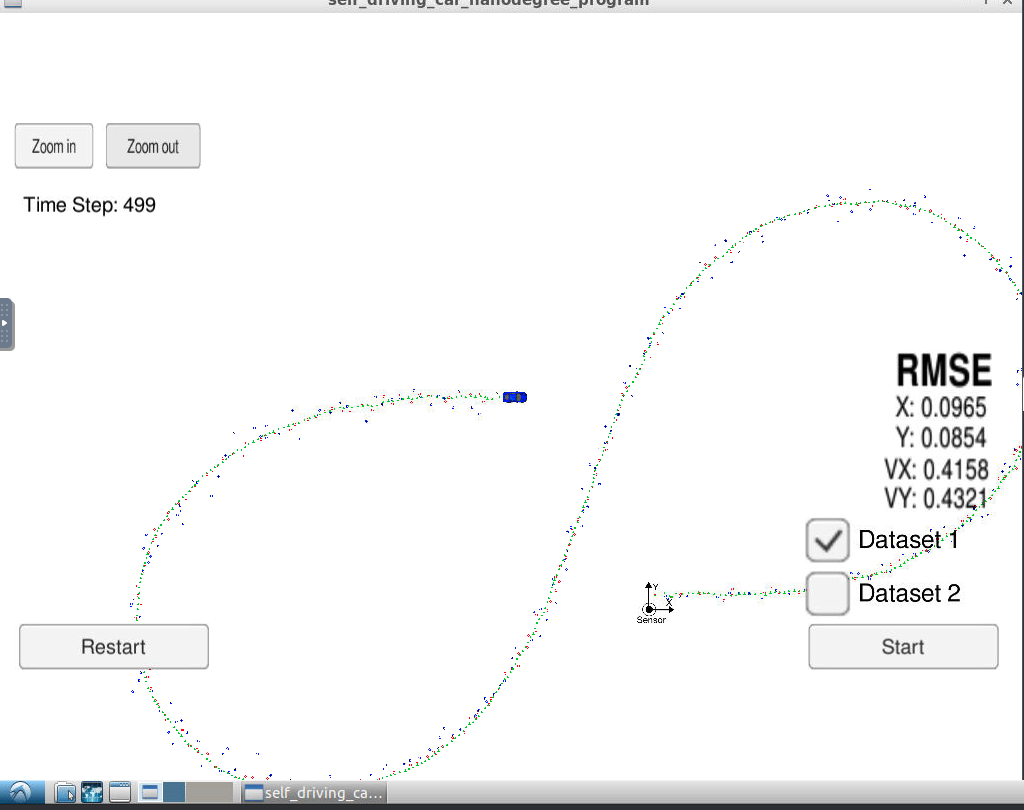 self_driving_car_nanodegree_program
Zoom in
Zoom out
Time Step: 499
RMSE
X: 0.0965
Y: 0.0854
VX: 0.4158
VY: 0.4321
Dataset 1
Dataset 2
Y
X
Sensor
Restart
Start
self_driving_ca...